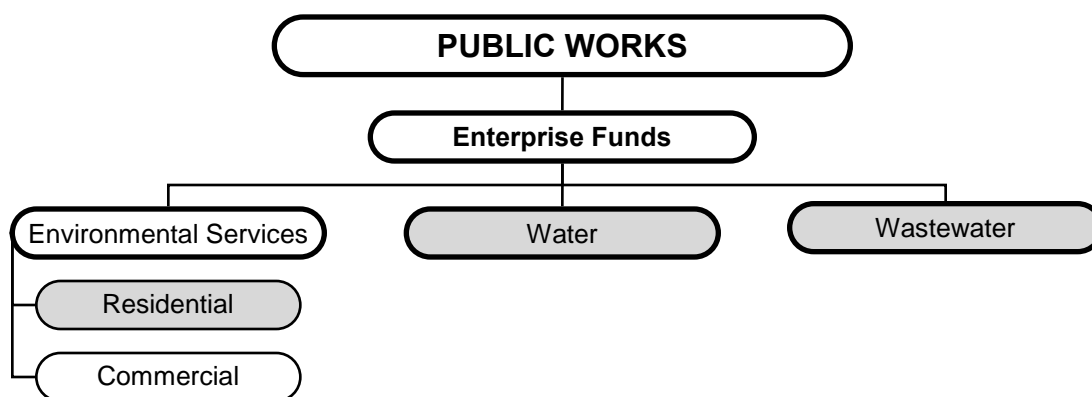 PUBLIC WORKS
Enterprise Funds
Environmental Services
Water
Wastewater
Residential
Commercial